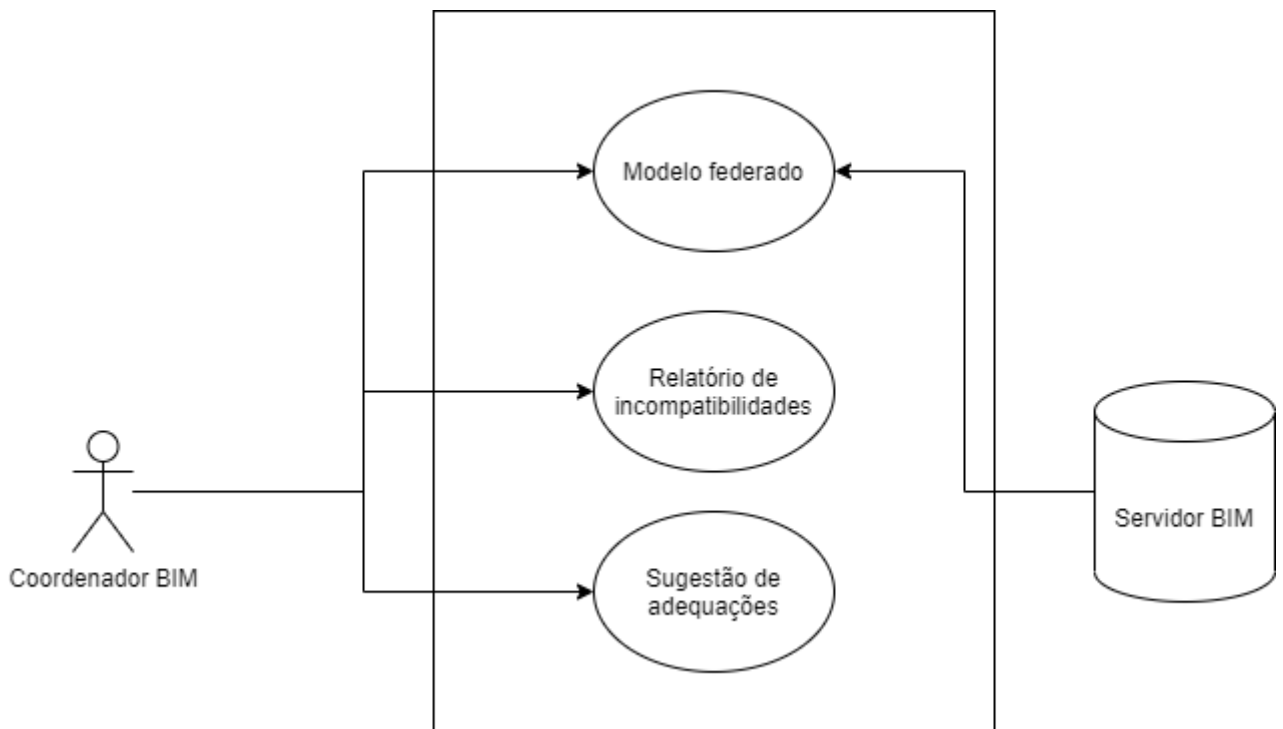 Modelo federado
Relatório de
incompatibilidades
Sugestão de
adequações
Coordenador BIM
Servidor BIM